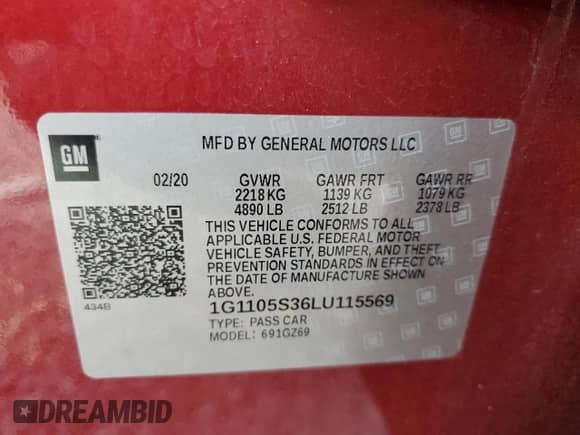 GM
MFD BY GENERAL MOTORS LLC
02/20 GVWR GAWR FRT GAWR RR
2218 KG 1139 KG 1079 KG
4890 LB 2512 LB 2378 LB
THIS VEHICLE CONFORMS TO ALL
APPLICABLE U.S. FEDERAL MOTOR
VEHICLE SAFETY, BUMPER, AND THEFT
PREVENTION STANDARDS IN EFFECT ON
THE DATE OF MANUFACTURE SHOWN
ABOVE.
434B
1G1105S36LU115569
TYPE: PASS CAR
MODEL: 691GZ69
DREAMBID